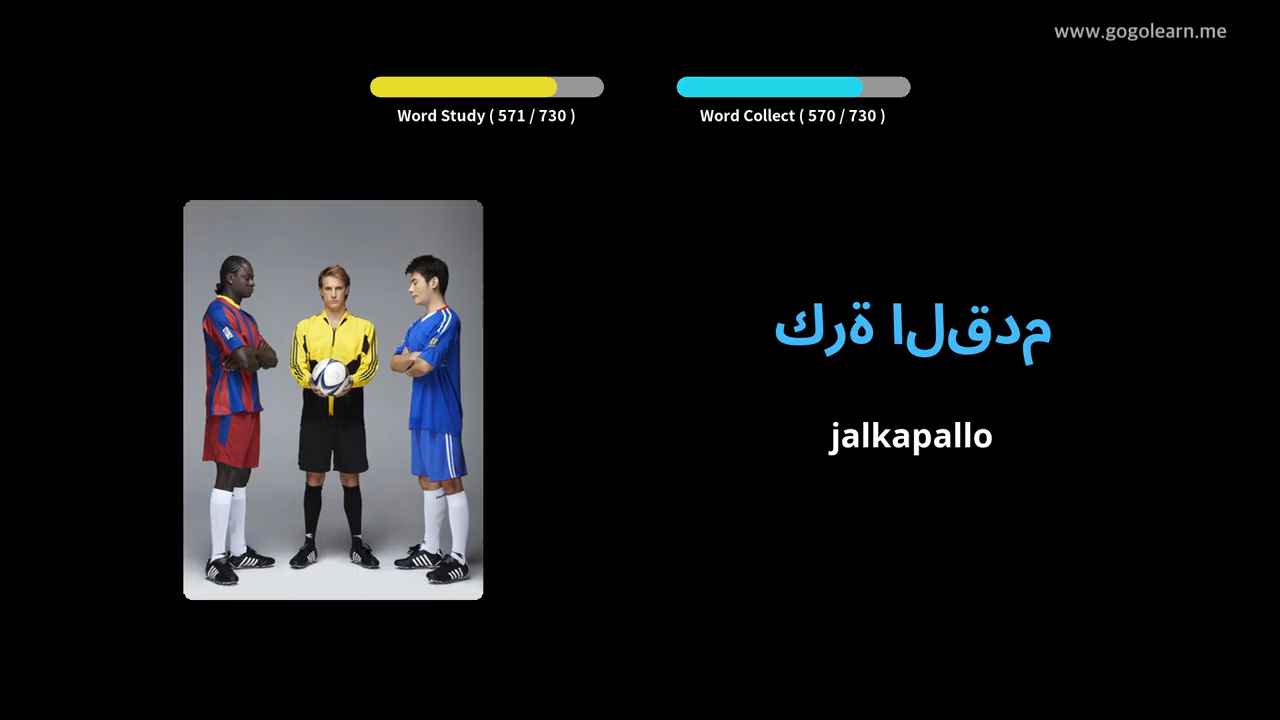 www.gogolearn.me
Word Study ( 571 / 730 )
Word Collect ( 570 / 730 )
كرة القدم
jalkapallo